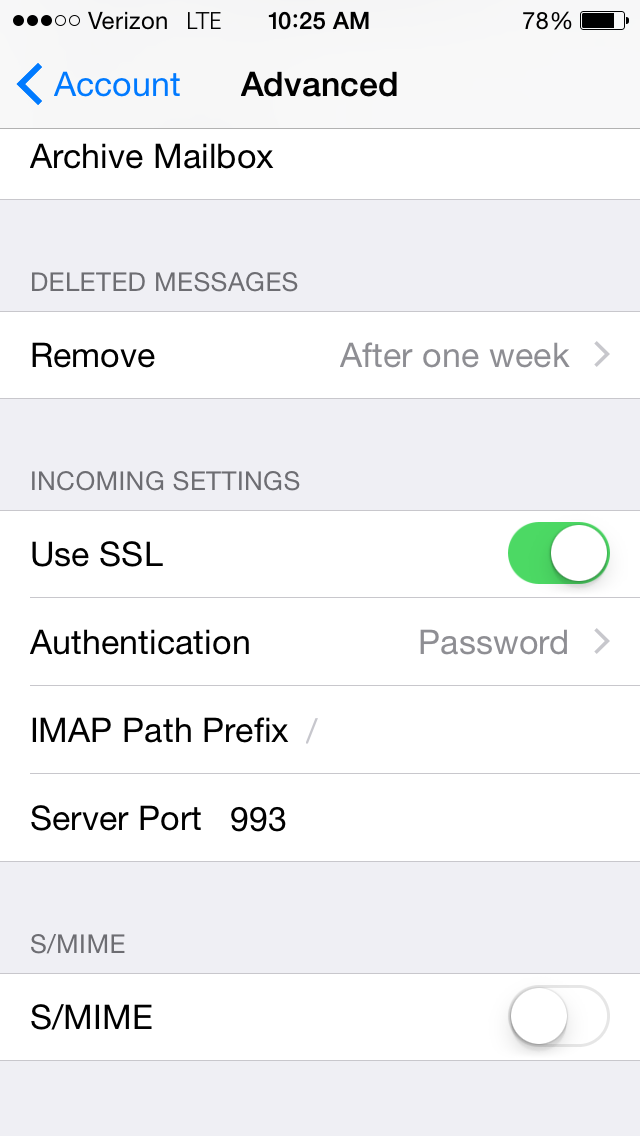 Verizon LTE 10:25 AM 78%
Account Advanced
Archive Mailbox
DELETED MESSAGES
Remove After one week
INCOMING SETTINGS
Use SSL
Authentication Password
IMAP Path Prefix /
Server Port 993
S/MIME
S/MIME